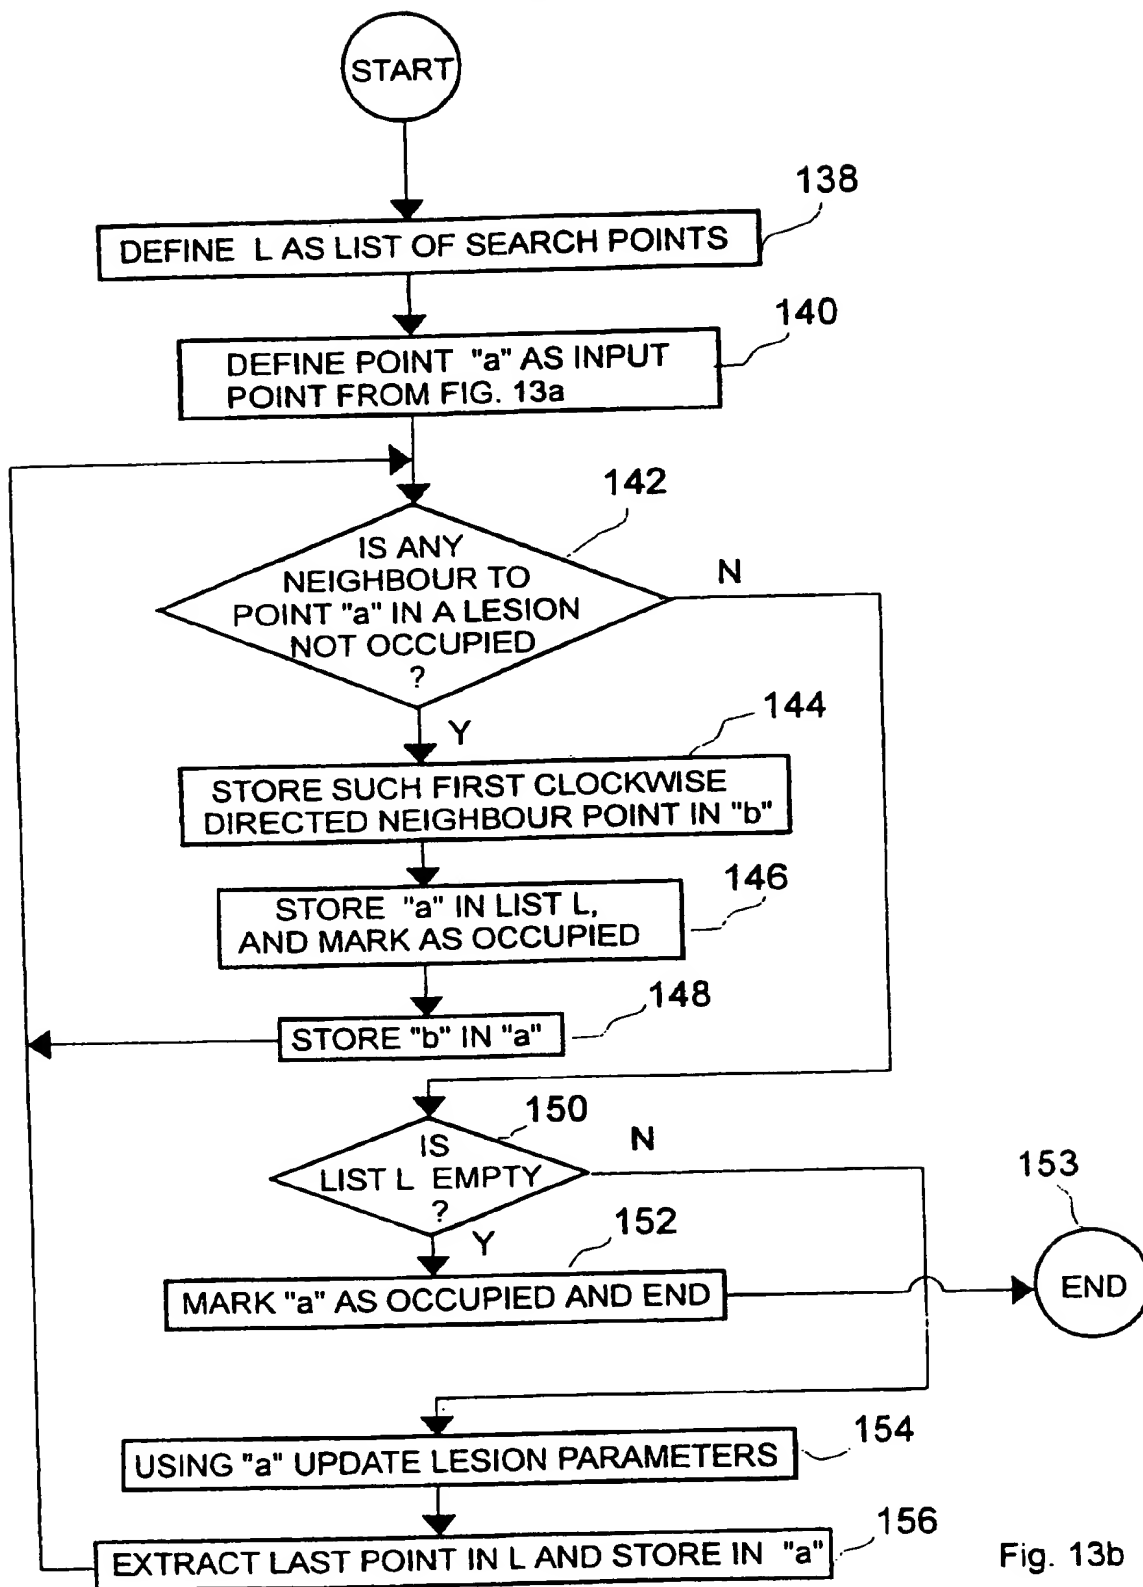 START
138
DEFINE L AS LIST OF SEARCH POINTS
140
DEFINE POINT "a" AS INPUT
POINT FROM FIG. 13a
142
IS ANY
NEIGHBOUR TO
POINT "a" IN A LESION
NOT OCCUPIED
?
N
Y
144
STORE SUCH FIRST CLOCKWISE
DIRECTED NEIGHBOUR POINT IN "b"
146
STORE "a" IN LIST L,
AND MARK AS OCCUPIED
148
STORE "b" IN "a"
150
IS
LIST L EMPTY
?
N
Y
152
153
MARK "a" AS OCCUPIED AND END
END
154
USING "a" UPDATE LESION PARAMETERS
156
EXTRACT LAST POINT IN L AND STORE IN "a"
Fig. 13b